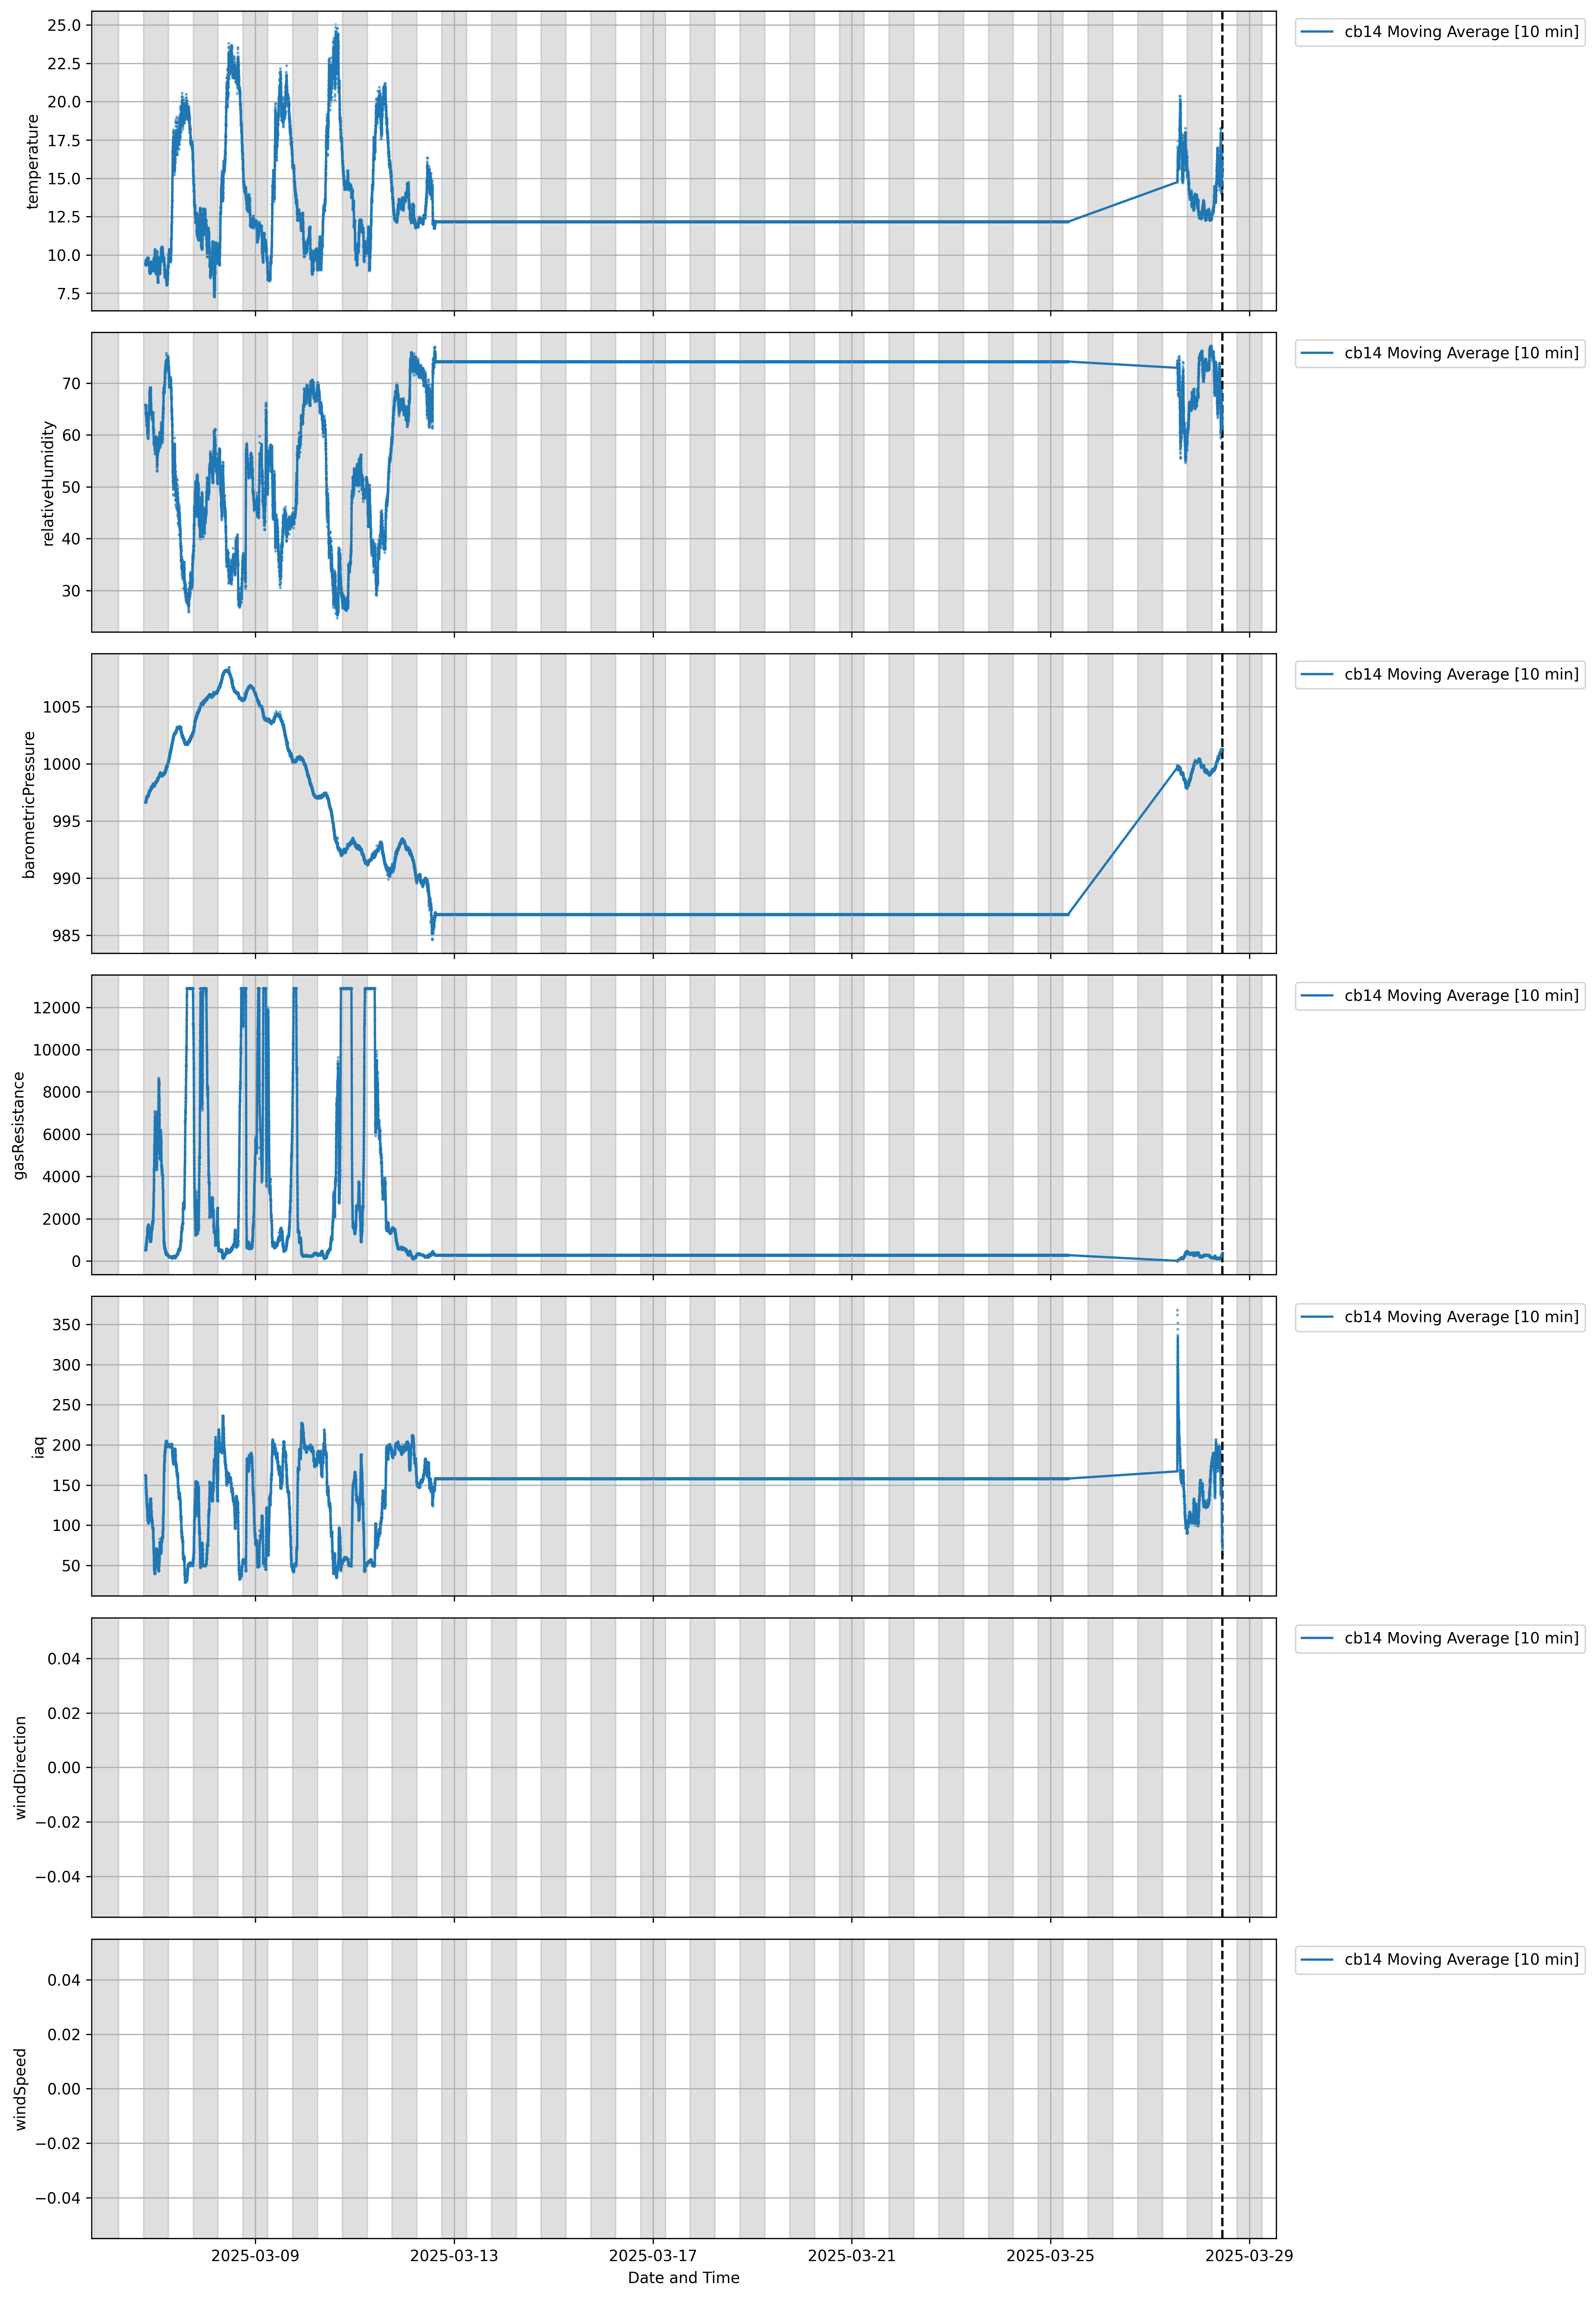 25.0
22.5
20.0
17.5
15.0
12.5
10.0
7.5
temperature
cb14 Moving Average [10 min]
70
60
50
40
30
relativeHumidity
cb14 Moving Average [10 min]
1005
1000
995
990
985
barometricPressure
cb14 Moving Average [10 min]
12000
10000
8000
6000
4000
2000
0
gasResistance
cb14 Moving Average [10 min]
350
300
250
200
150
100
50
iaq
cb14 Moving Average [10 min]
0.04
0.02
0.00
−0.02
−0.04
windDirection
cb14 Moving Average [10 min]
0.04
0.02
0.00
−0.02
−0.04
windSpeed
cb14 Moving Average [10 min]
2025-03-09 2025-03-13 2025-03-17 2025-03-21 2025-03-25 2025-03-29
Date and Time